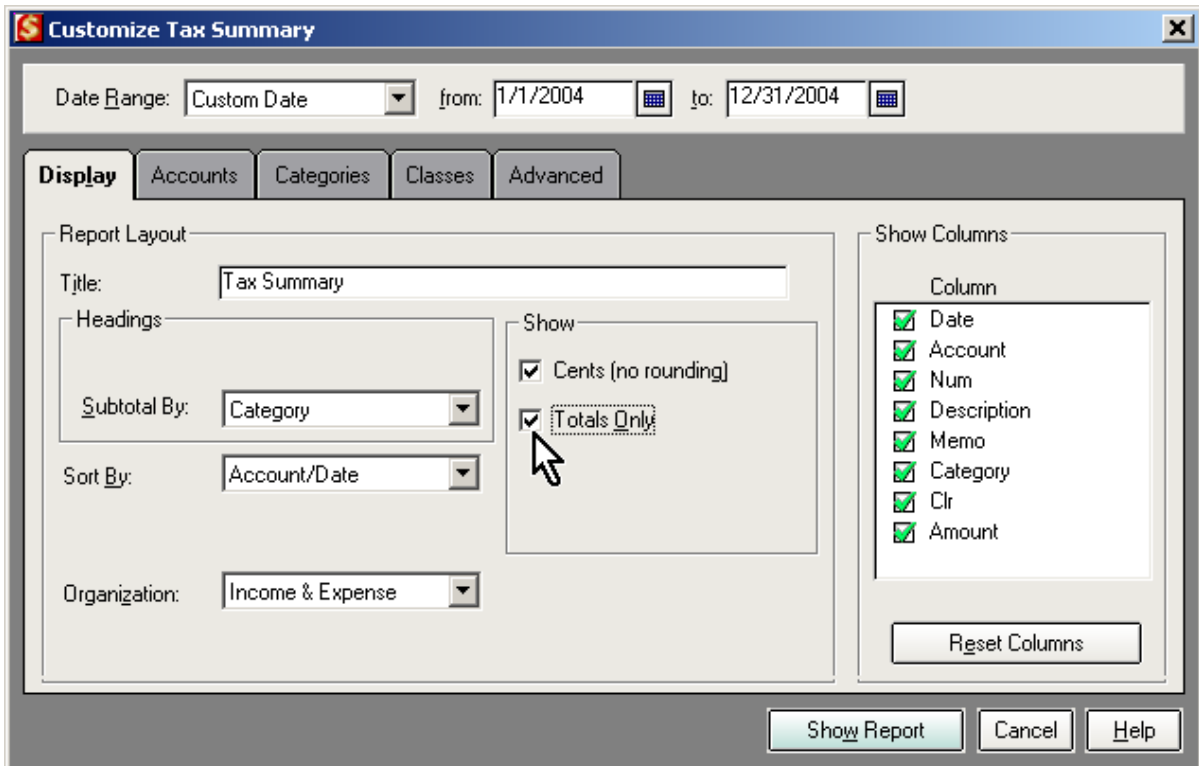 Customize Tax Summary
Date Range: Custom Date from: 1/1/2004 to: 12/31/2004
Display Accounts Categories Classes Advanced
Report Layout
Title: Tax Summary
Headings
Subtotal By: Category
Sort By: Account/Date
Organization: Income & Expense
Show
Cents (no rounding)
Totals Only
Show Columns
Column
Date
Account
Num
Description
Memo
Category
Clr
Amount
Reset Columns
Show Report Cancel Help